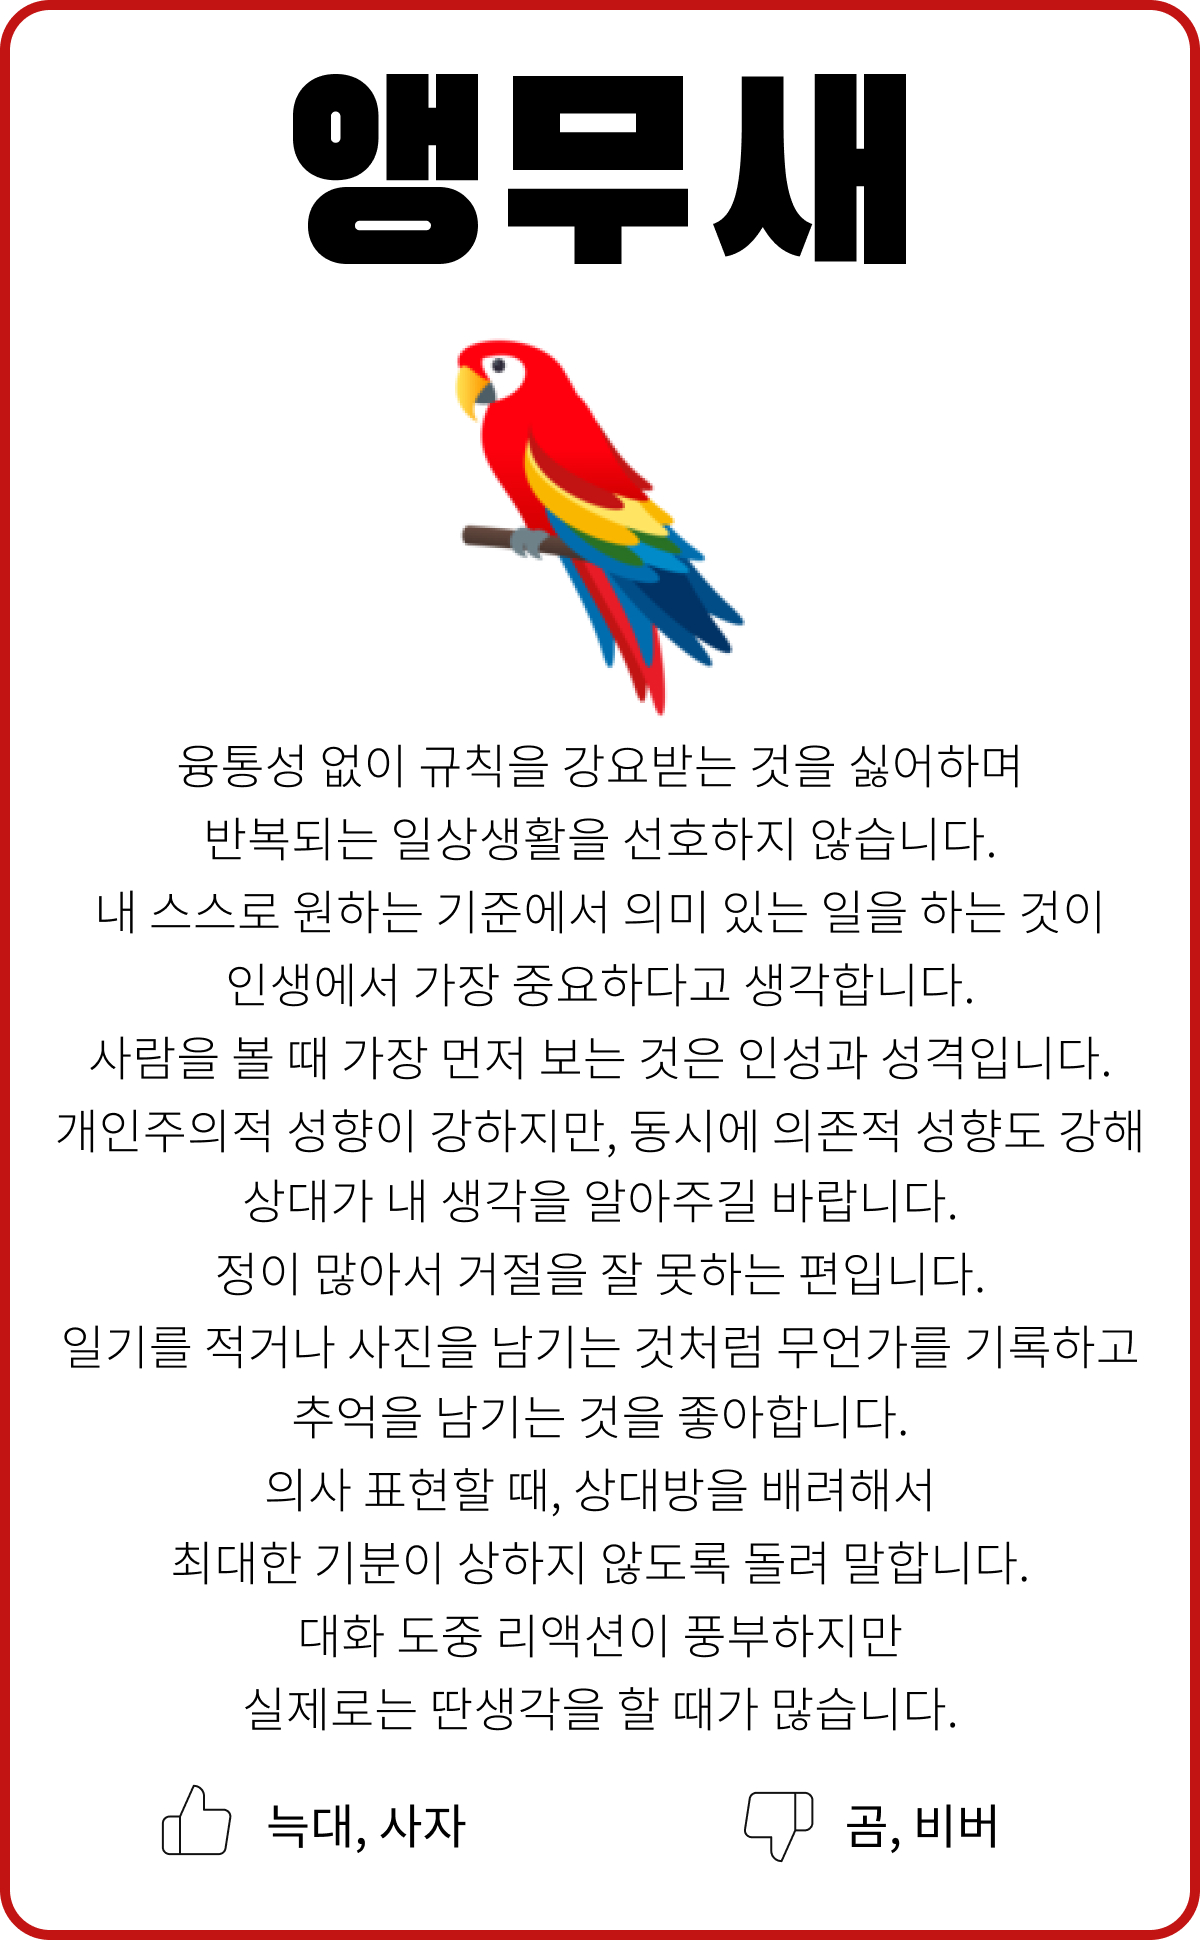 앵무새
융통성 없이 규칙을 강요받는 것을 싫어하며
반복되는 일상생활을 선호하지 않습니다.
내 스스로 원하는 기준에서 의미 있는 일을 하는 것이
인생에서 가장 중요하다고 생각합니다.
사람을 볼 때 가장 먼저 보는 것은 인성과 성격입니다.
개인주의적 성향이 강하지만, 동시에 의존적 성향도 강해
상대가 내 생각을 알아주길 바랍니다.
정이 많아서 거절을 잘 못하는 편입니다.
일기를 적거나 사진을 남기는 것처럼 무언가를 기록하고
추억을 남기는 것을 좋아합니다.
의사 표현할 때, 상대방을 배려해서
최대한 기분이 상하지 않도록 돌려 말합니다.
대화 도중 리액션이 풍부하지만
실제로는 딴생각을 할 때가 많습니다.
늑대, 사자
곰, 비버